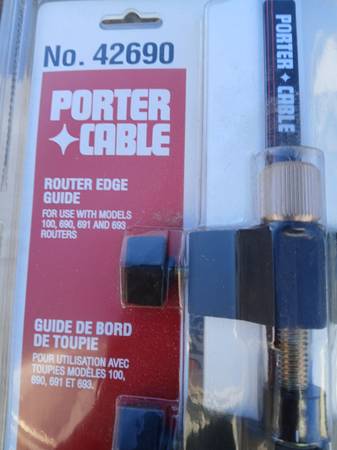 No. 42690
PORTER
CABLE
ROUTER EDGE
GUIDE
FOR USE WITH MODELS
100, 690, 691 AND 693
ROUTERS
GUIDE DE BORD
DE TOUPIE
POUR UTILISATION AVEC
TOUPIES MODÈLES 100,
690, 691 ET 693.
PORTER CABLE